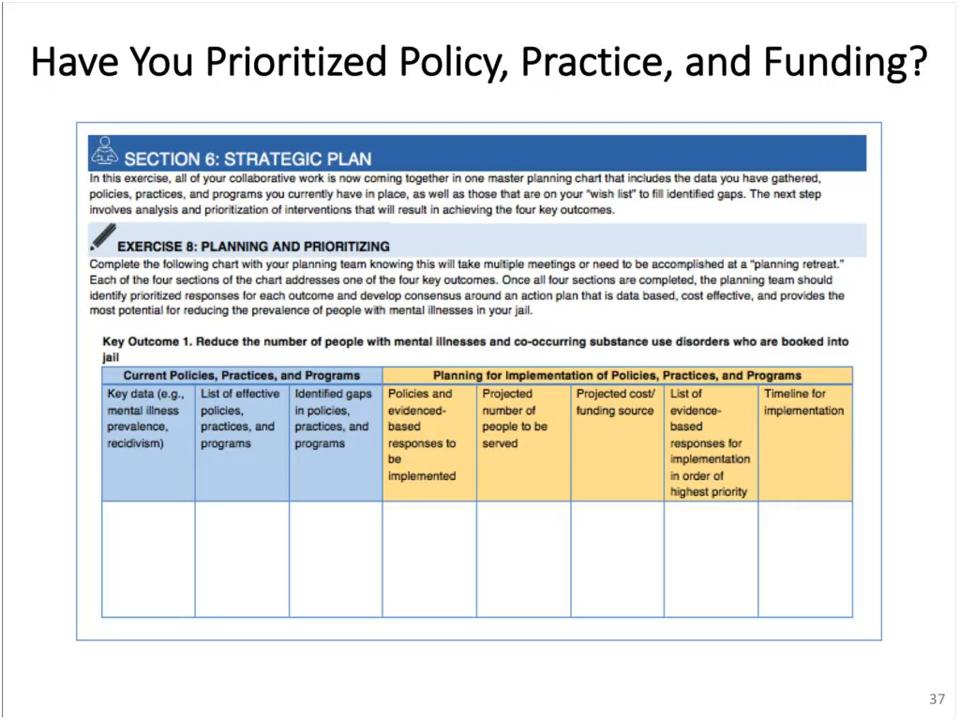 Have You Prioritized Policy, Practice, and Funding?
SECTION 6: STRATEGIC PLAN
In this exercise, all of your collaborative work is now coming together in one master planning chart that includes the data you have gathered,
policies, practices, and programs you currently have in place, as well as those that are on your "wish list" to fill identified gaps. The next step
involves analysis and prioritization of interventions that will result in achieving the four key outcomes.
EXERCISE 8: PLANNING AND PRIORITIZING
Complete the following chart with your planning team knowing this will take multiple meetings or need to be accomplished at a "planning retreat."
Each of the four sections of the chart addresses one of the four key outcomes. Once all four sections are completed, the planning team should
identify prioritized responses for each outcome and develop consensus around an action plan that is data based, cost effective, and provides the
most potential for reducing the prevalence of people with mental illnesses in your jail.
Key Outcome 1. Reduce the number of people with mental illnesses and co-occurring substance use disorders who are booked into
jail
Current Policies, Practices, and Programs
Planning for Implementation of Policies, Practices, and Programs
Key data (e.g.,
mental illness
prevalence,
recidivism)
List of effective
policies,
practices, and
programs
Identified gaps
in policies,
practices, and
programs
Policies and
evidenced-
based
responses to
be
implemented
Projected
number of
people to be
served
Projected cost/
funding source
List of
evidence-
based
responses for
implementation
in order of
highest priority
Timeline for
implementation
37